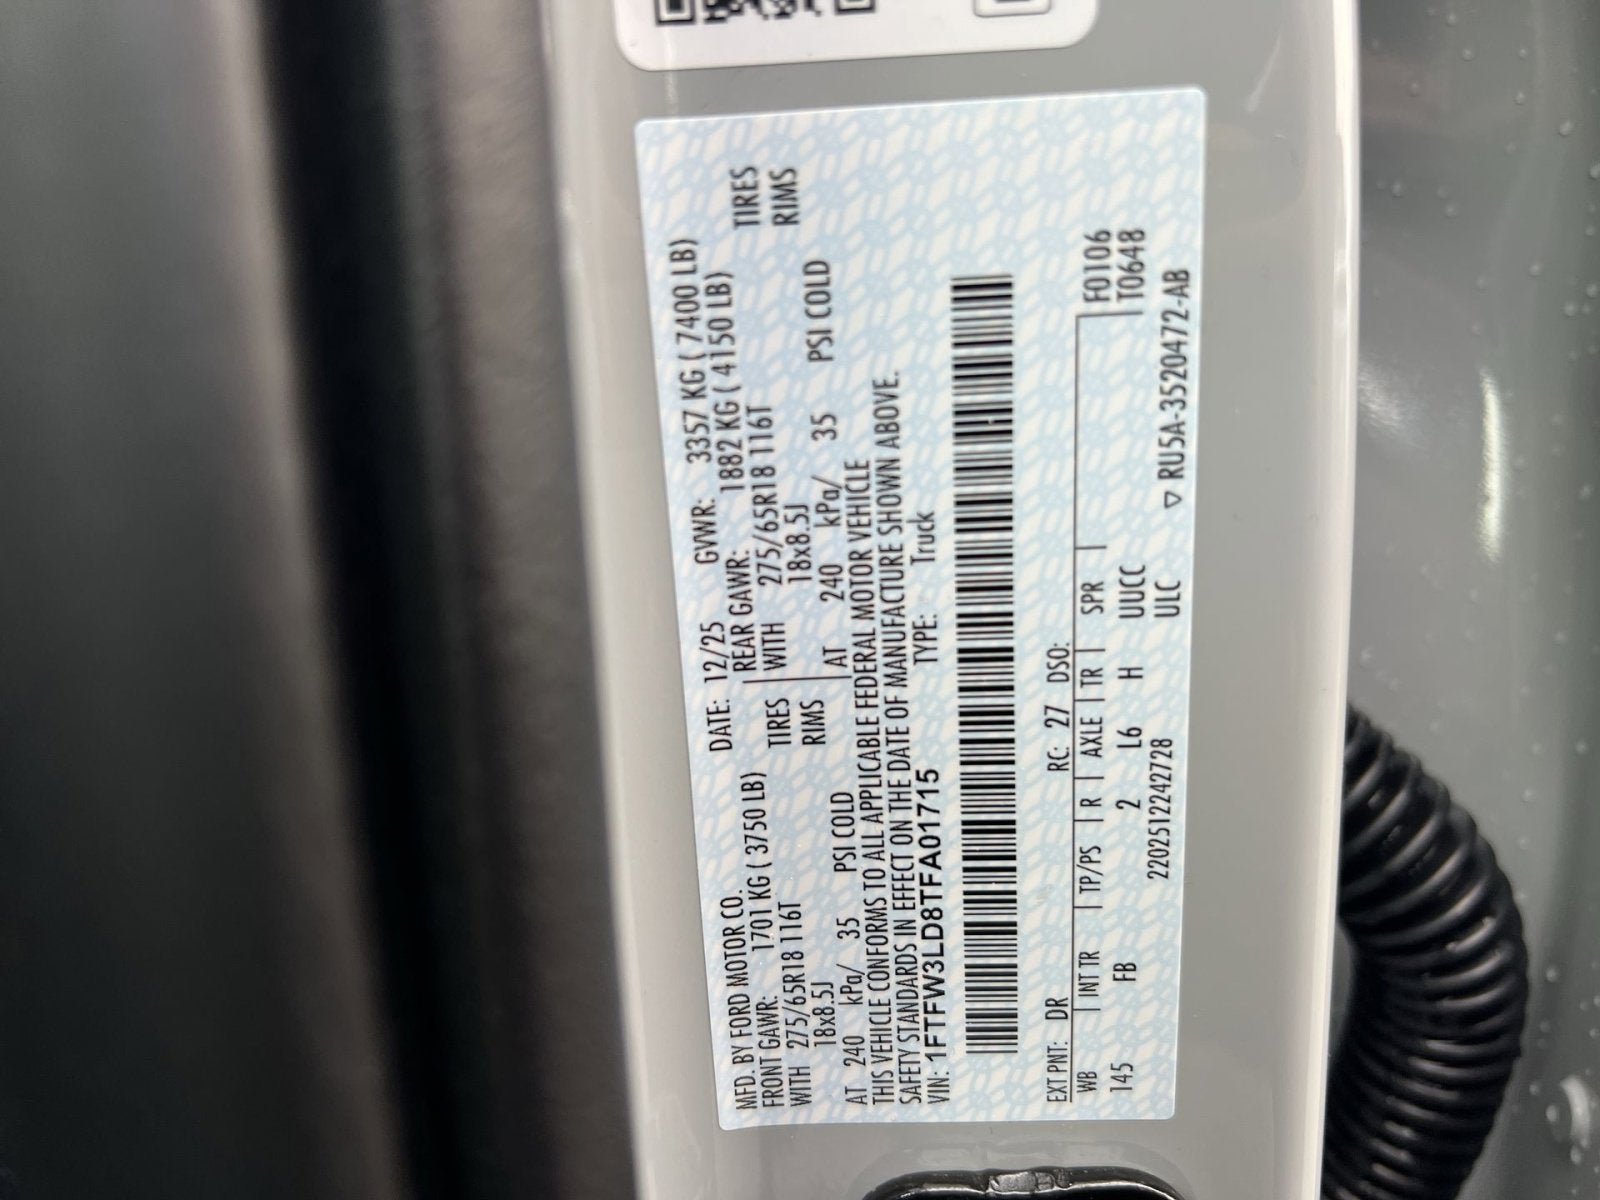 MFD. BY FORD MOTOR CO.
DATE: 12/25 GVWR: 3357 KG ( 7400 LB)
FRONT GAWR: 1701 KG ( 3750 LB) REAR GAWR: 1882 KG ( 4150 LB)
WITH 275/65R18 116T TIRES WITH 275/65R18 116T TIRES
18x8.5J RIMS 18x8.5J RIMS
AT 240 kPa/ 35 PSI COLD AT 240 kPa/ 35 PSI COLD
THIS VEHICLE CONFORMS TO ALL APPLICABLE FEDERAL MOTOR VEHICLE
SAFETY STANDARDS IN EFFECT ON THE DATE OF MANUFACTURE SHOWN ABOVE.
VIN: 1FTFW3LD8TFA01715 TYPE: Truck
EXT PNT: DR RC: 27 DSO: F0106
WB INT TR TP/PS R AXLE TR SPR T0648
145 FB 2 L6 H UUCC
2202512242728 ULC ▽ RU5A-3520472-AB